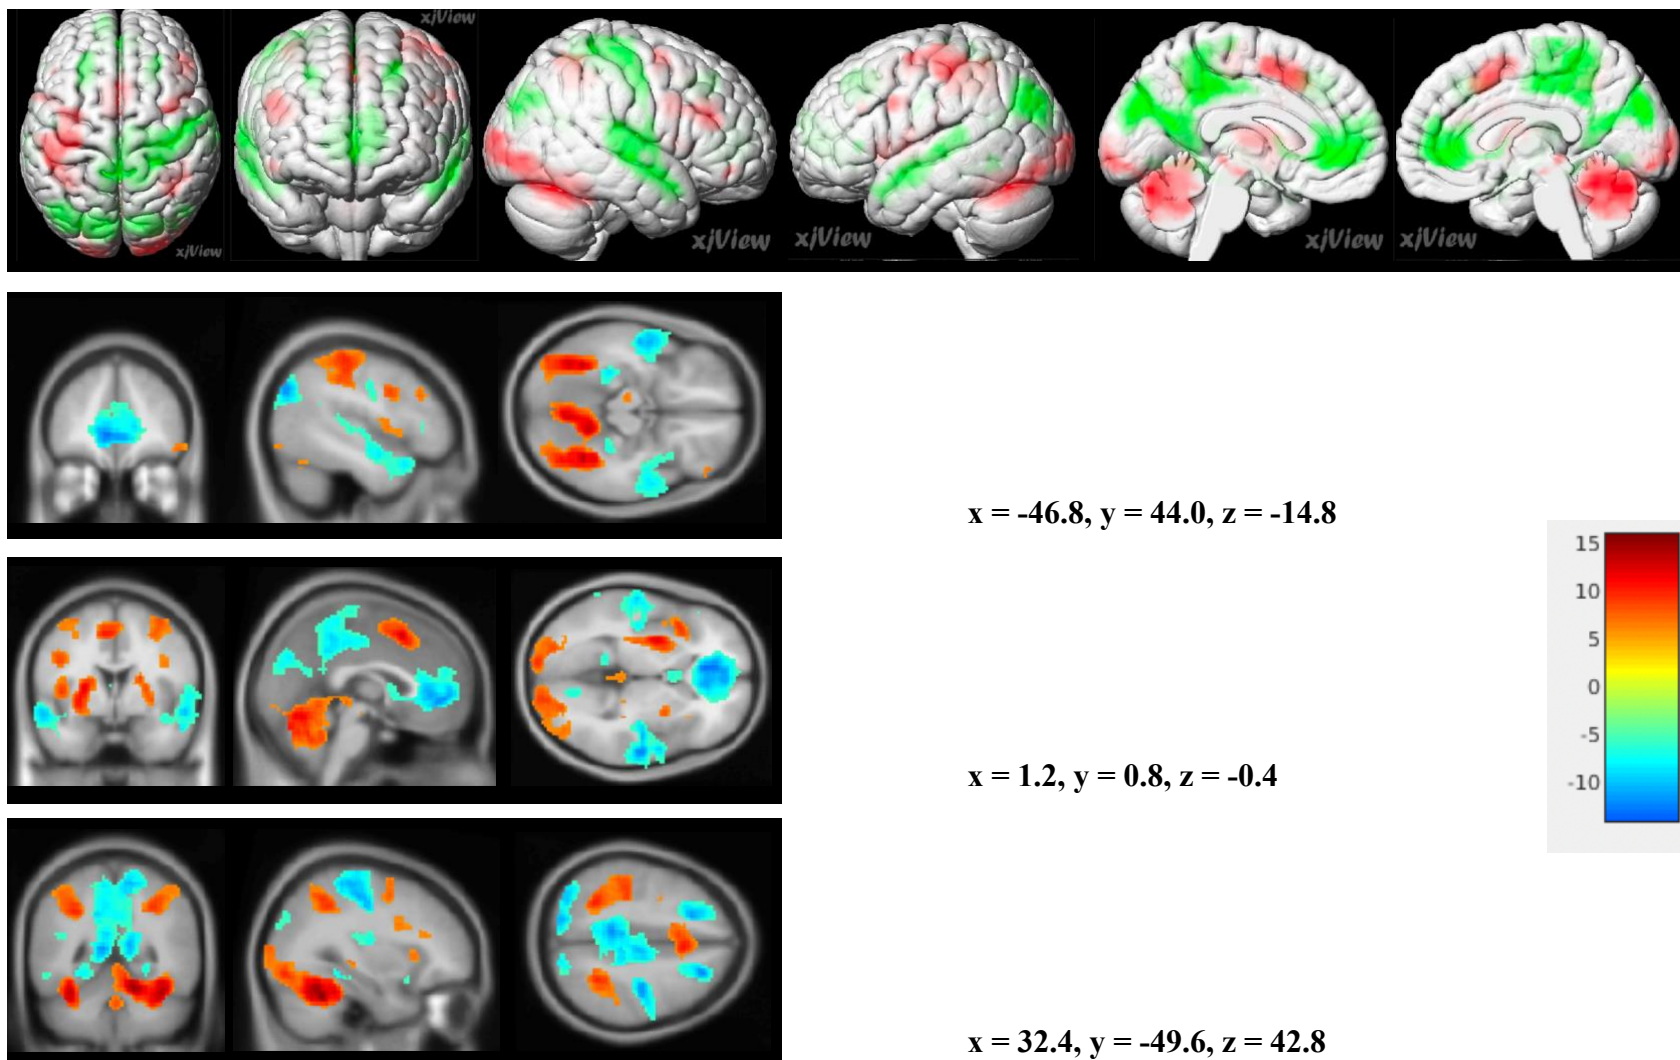 xjView
xjView
xjView
xjView
xjView
xjView
x = -46.8, y = 44.0, z = -14.8
x = 1.2, y = 0.8, z = -0.4
x = 32.4, y = -49.6, z = 42.8
15
10
5
0
-5
-10